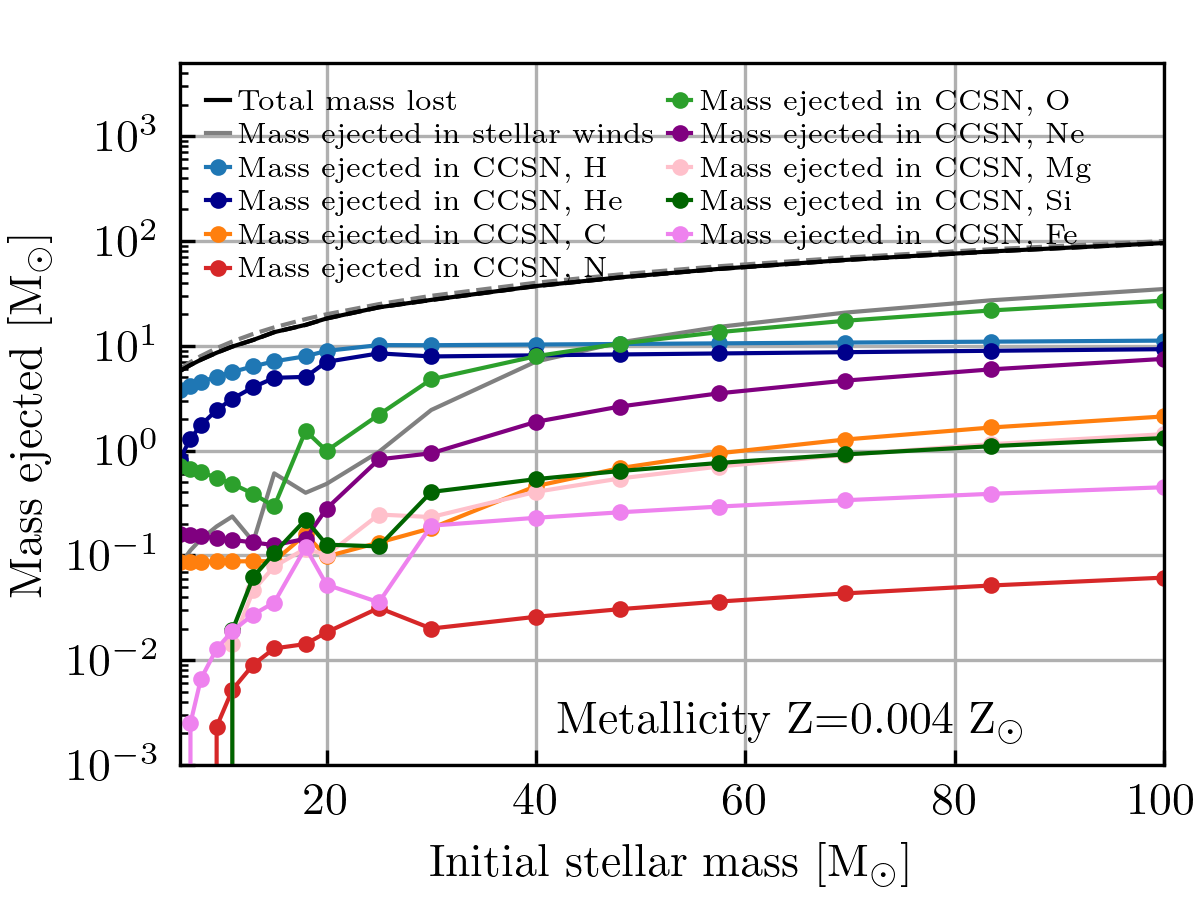 Total mass lost
Mass ejected in stellar winds
Mass ejected in CCSN, H
Mass ejected in CCSN, He
Mass ejected in CCSN, C
Mass ejected in CCSN, N
Mass ejected in CCSN, O
Mass ejected in CCSN, Ne
Mass ejected in CCSN, Mg
Mass ejected in CCSN, Si
Mass ejected in CCSN, Fe
Mass ejected [M⊙]
10³
10²
10¹
10⁰
10⁻¹
10⁻²
10⁻³
Metallicity Z=0.004 Z⊙
20 40 60 80 100
Initial stellar mass [M⊙]